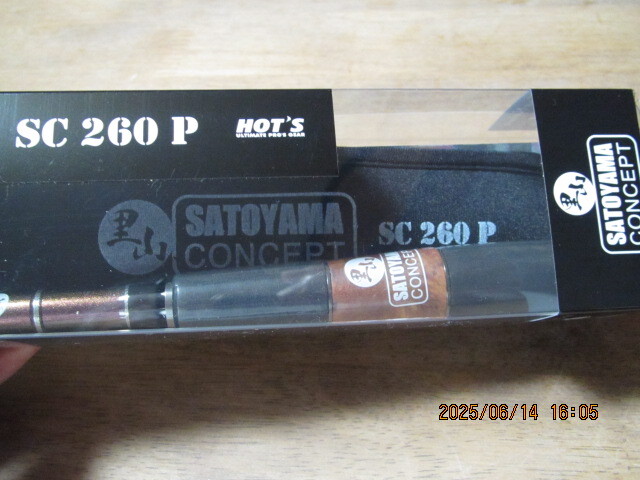 SC 260 P
HOT'S
ULTIMATE PRO'S GEAR
里山
SATOYAMA
CONCEPT
SC 260 P
里山
SATOYAMA
CONCEPT
里山
SATOYAMA
CONCEPT
2025/06/14 16:05